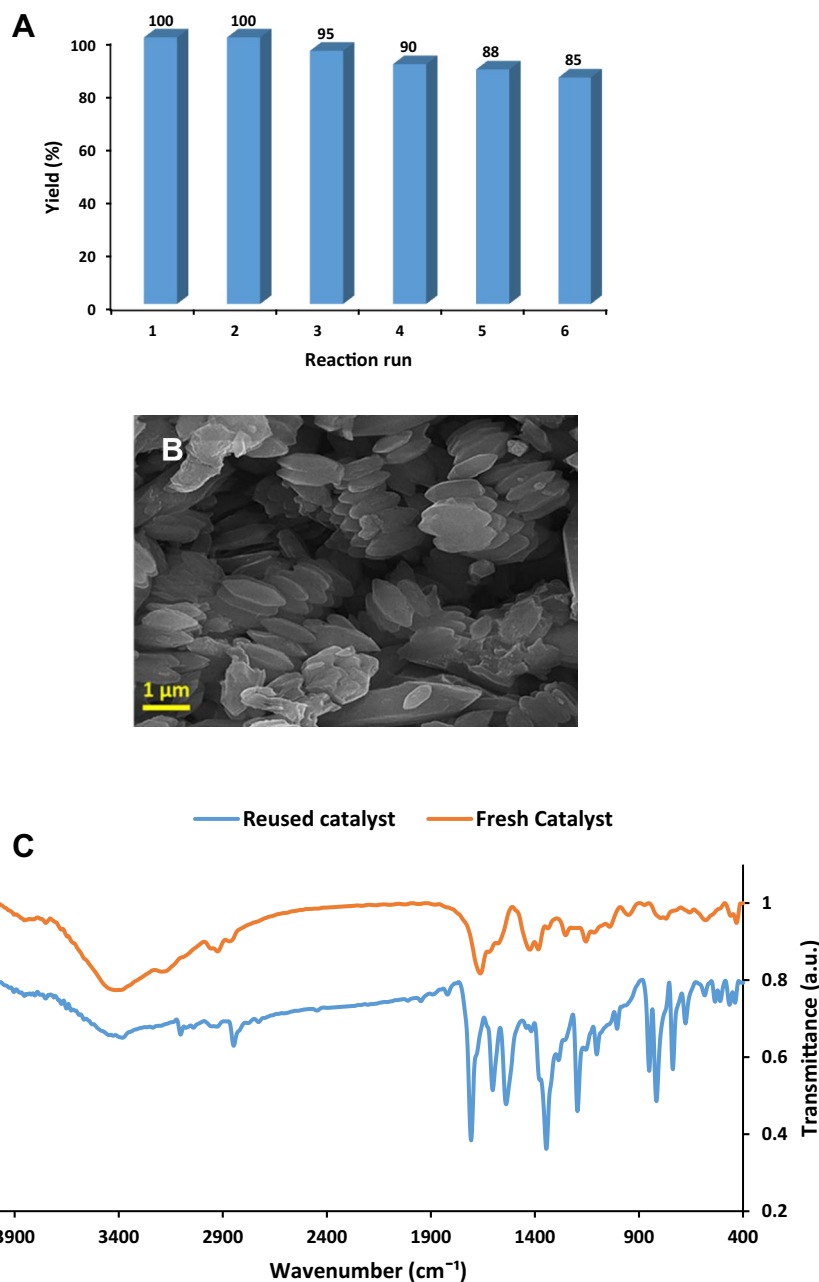 A
100 100 95 90 88 85
100
80
60
40
20
0
Yield (%)
1 2 3 4 5 6
Reaction run
B
1 µm
Reused catalyst Fresh Catalyst
C
1
0.8
0.6
0.4
0.2
Transmittance (a.u.)
3900 3400 2900 2400 1900 1400 900 400
Wavenumber (cm⁻¹)